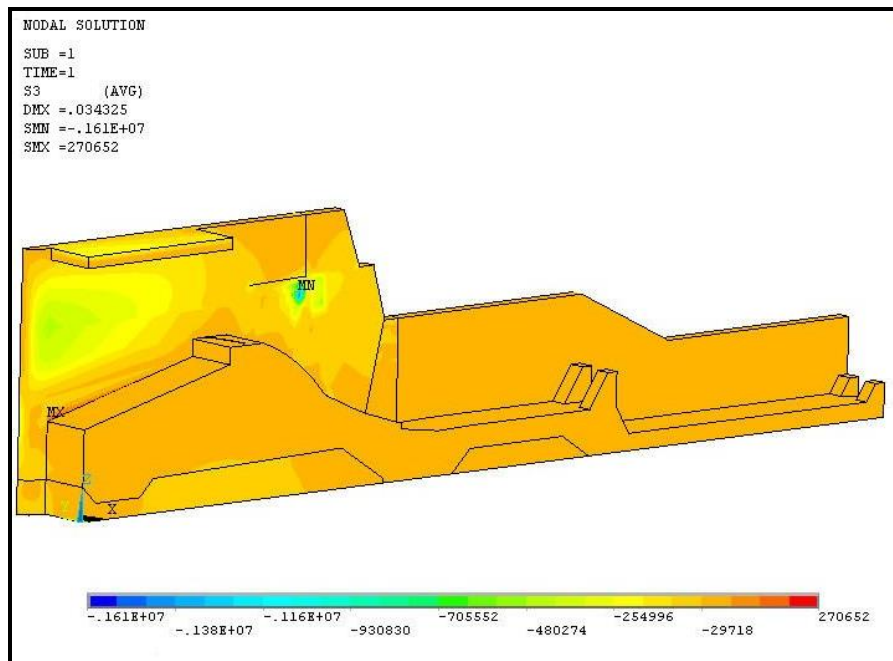 NODAL SOLUTION
SUB =1
TIME=1
S3 (AVG)
DMX =.034325
SMN =-.161E+07
SMX =270652
MN
MX
Z
Y X
-.161E+07 -.116E+07 -705552 -254996 270652
-.138E+07 -930830 -480274 -29718